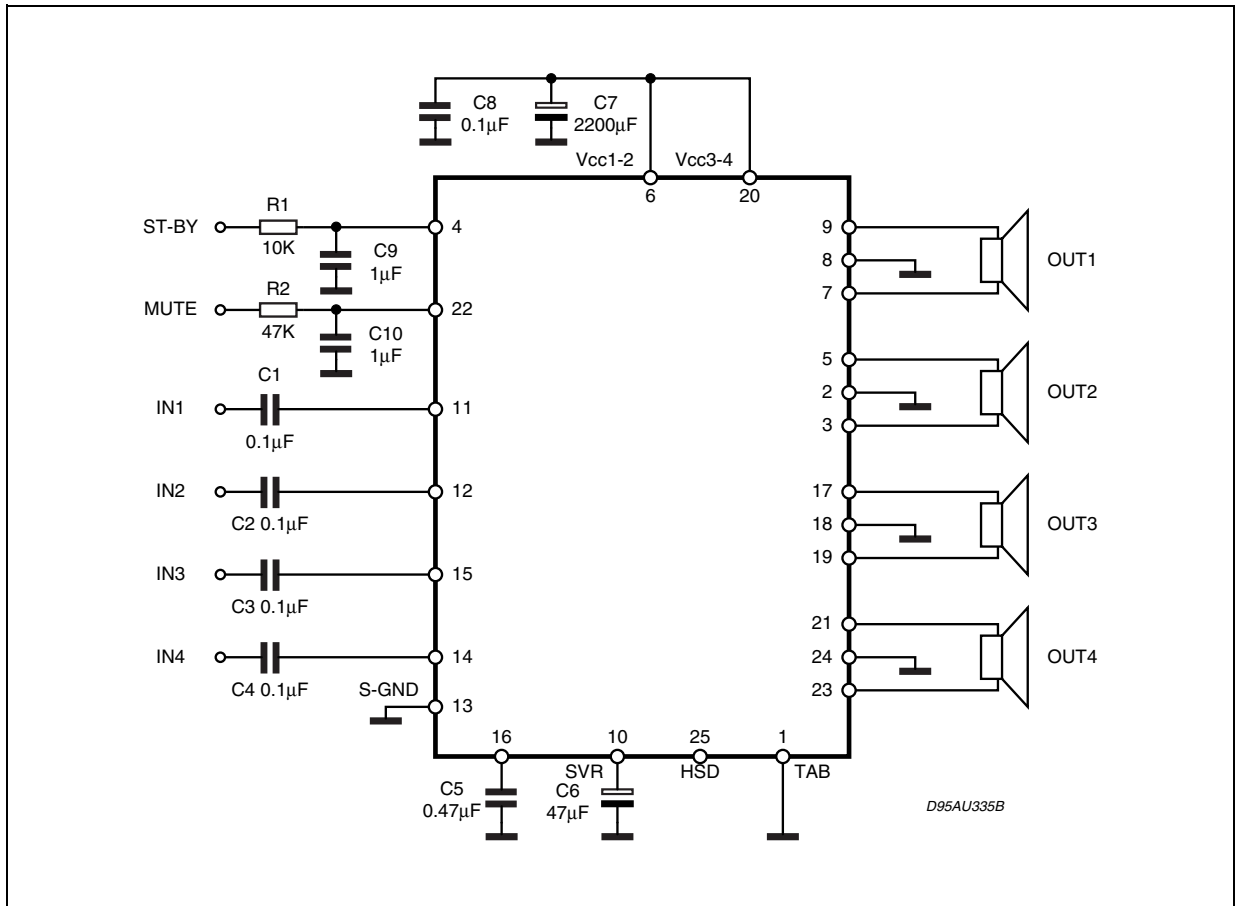 C8
0.1µF
C7
2200µF
Vcc1-2
Vcc3-4
6
20
ST-BY
R1
10K
C9
1µF
4
MUTE
R2
47K
C10
1µF
22
IN1
C1
0.1µF
11
IN2
C2 0.1µF
12
IN3
C3 0.1µF
15
IN4
C4 0.1µF
14
S-GND
13
9
8
7
OUT1
5
2
3
OUT2
17
18
19
OUT3
21
24
23
OUT4
16
10
25
1
SVR
HSD
TAB
C5
0.47µF
C6
47µF
D95AU335B